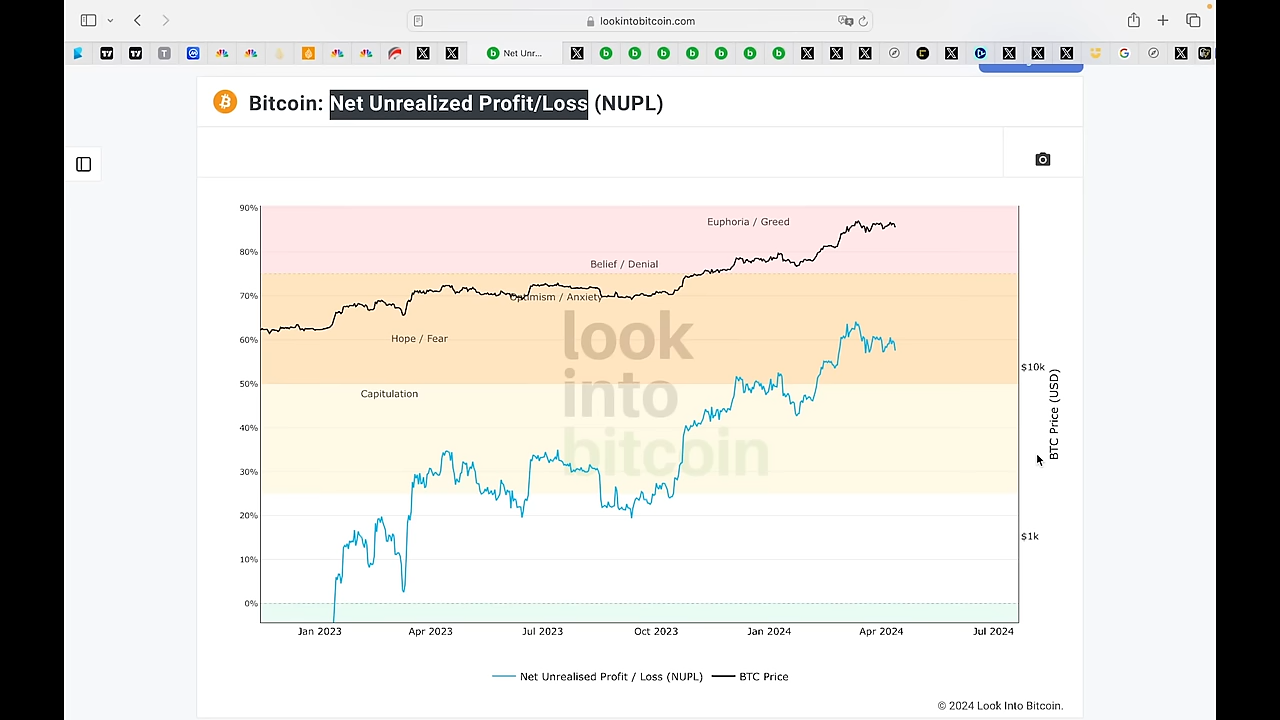 lookintobitcoin.com
Net Unr...
Bitcoin: Net Unrealized Profit/Loss (NUPL)
90%
80%
70%
60%
50%
40%
30%
20%
10%
0%
Euphoria / Greed
Belief / Denial
Optimism / Anxiety
Hope / Fear
Capitulation
look
into
bitcoin
$10k
$1k
BTC Price (USD)
Jan 2023
Apr 2023
Jul 2023
Oct 2023
Jan 2024
Apr 2024
Jul 2024
Net Unrealised Profit / Loss (NUPL)
BTC Price
© 2024 Look Into Bitcoin.